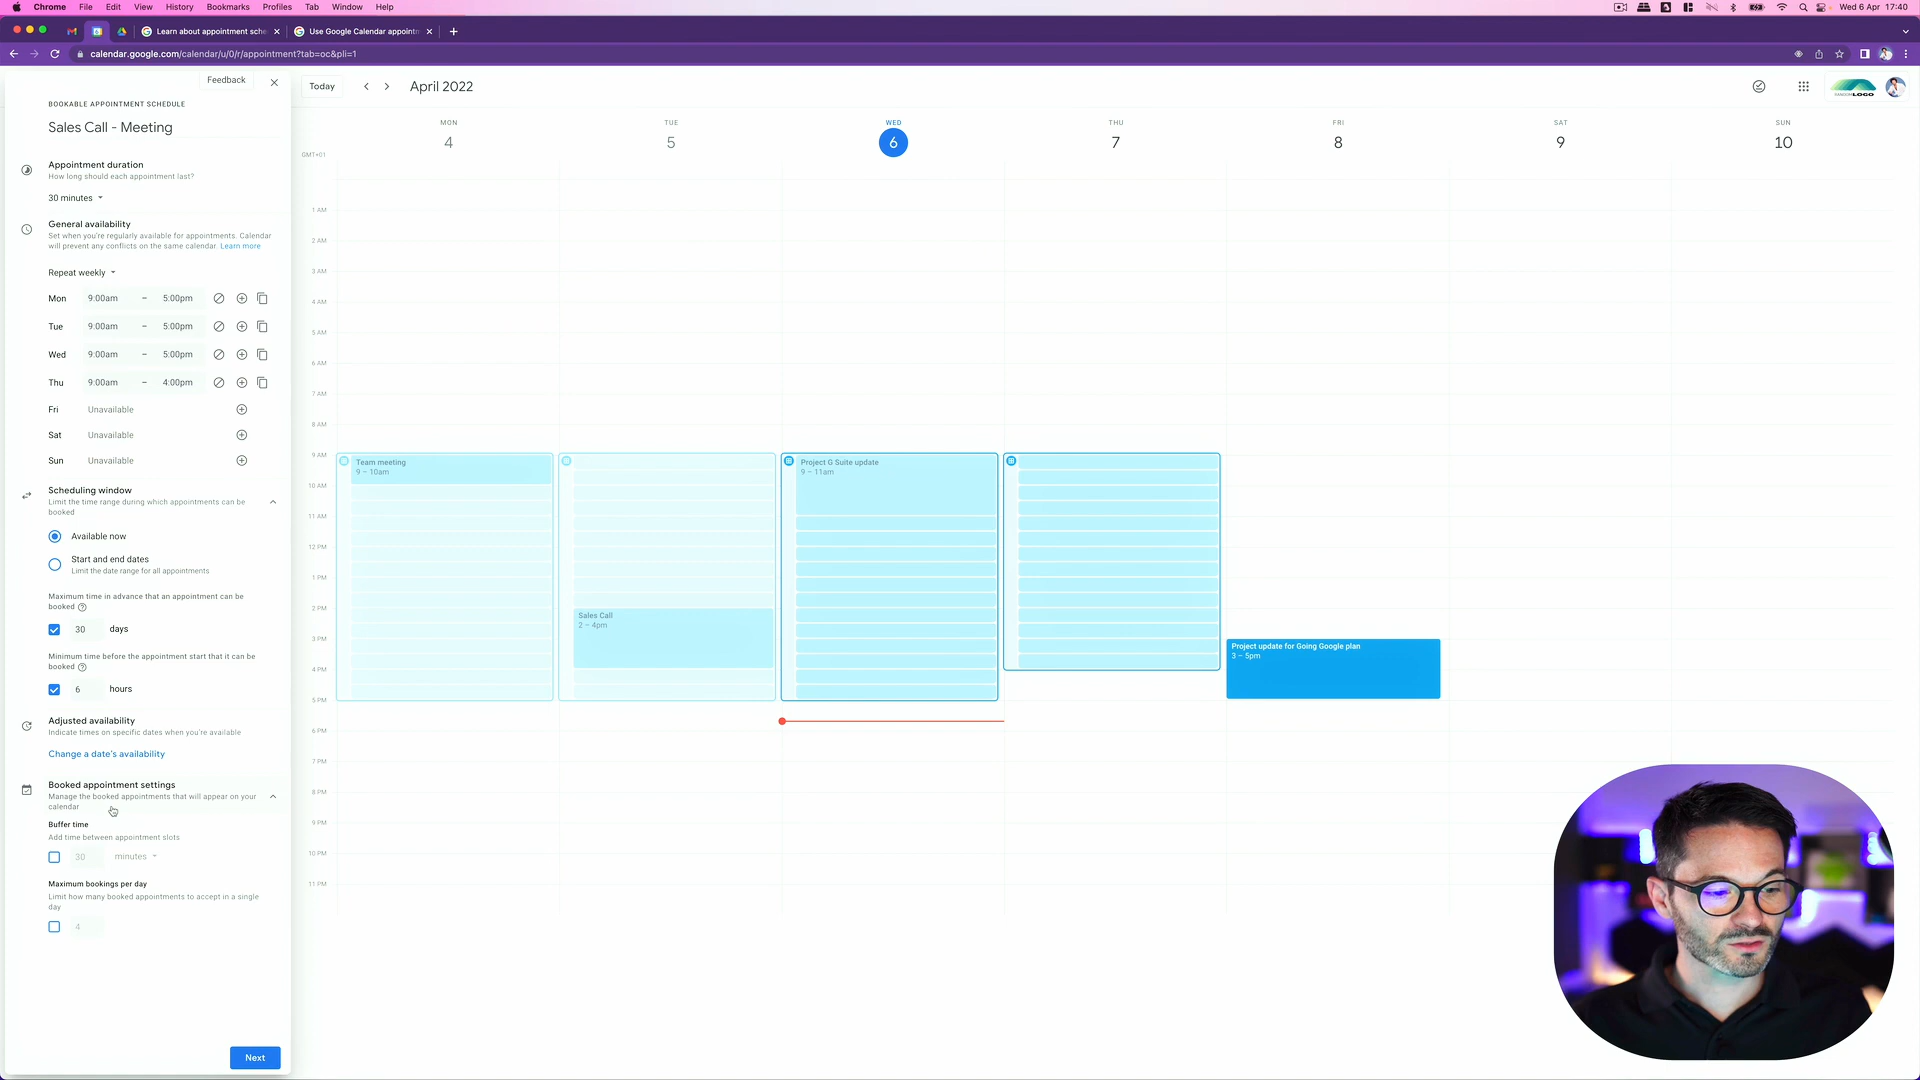 Chrome File Edit View History Bookmarks Profiles Tab Window Help Wed 6 Apr 17:40
Learn about appointment sche Use Google Calendar appointm
calendar.google.com/calendar/u/0/r/appointment?tab=oc&pli=1
Feedback
BOOKABLE APPOINTMENT SCHEDULE
Sales Call - Meeting
Appointment duration
How long should each appointment last?
30 minutes
General availability
Set when you're regularly available for appointments. Calendar
will prevent any conflicts on the same calendar. Learn more
Repeat weekly
Mon 9:00am – 5:00pm
Tue 9:00am – 5:00pm
Wed 9:00am – 5:00pm
Thu 9:00am – 4:00pm
Fri Unavailable
Sat Unavailable
Sun Unavailable
Scheduling window
Limit the time range during which appointments can be
booked
Available now
Start and end dates
Limit the date range for all appointments
Maximum time in advance that an appointment can be
booked
30 days
Minimum time before the appointment start that it can be
booked
6 hours
Adjusted availability
Indicate times on specific dates when you're available
Change a date's availability
Booked appointment settings
Manage the booked appointments that will appear on your
calendar
Buffer time
Add time between appointment slots
30 minutes
Maximum bookings per day
Limit how many booked appointments to accept in a single
day
4
Next
Today April 2022
RANDOMLOGO
MON TUE WED THU FRI SAT SUN
4 5 6 7 8 9 10
GMT+01
1 AM
2 AM
3 AM
4 AM
5 AM
6 AM
7 AM
8 AM
9 AM
10 AM
11 AM
12 PM
1 PM
2 PM
3 PM
4 PM
5 PM
6 PM
7 PM
8 PM
9 PM
10 PM
11 PM
Team meeting
9 – 10am
Sales Call
2 – 4pm
Project G Suite update
9 – 11am
Project update for Going Google plan
3 – 5pm